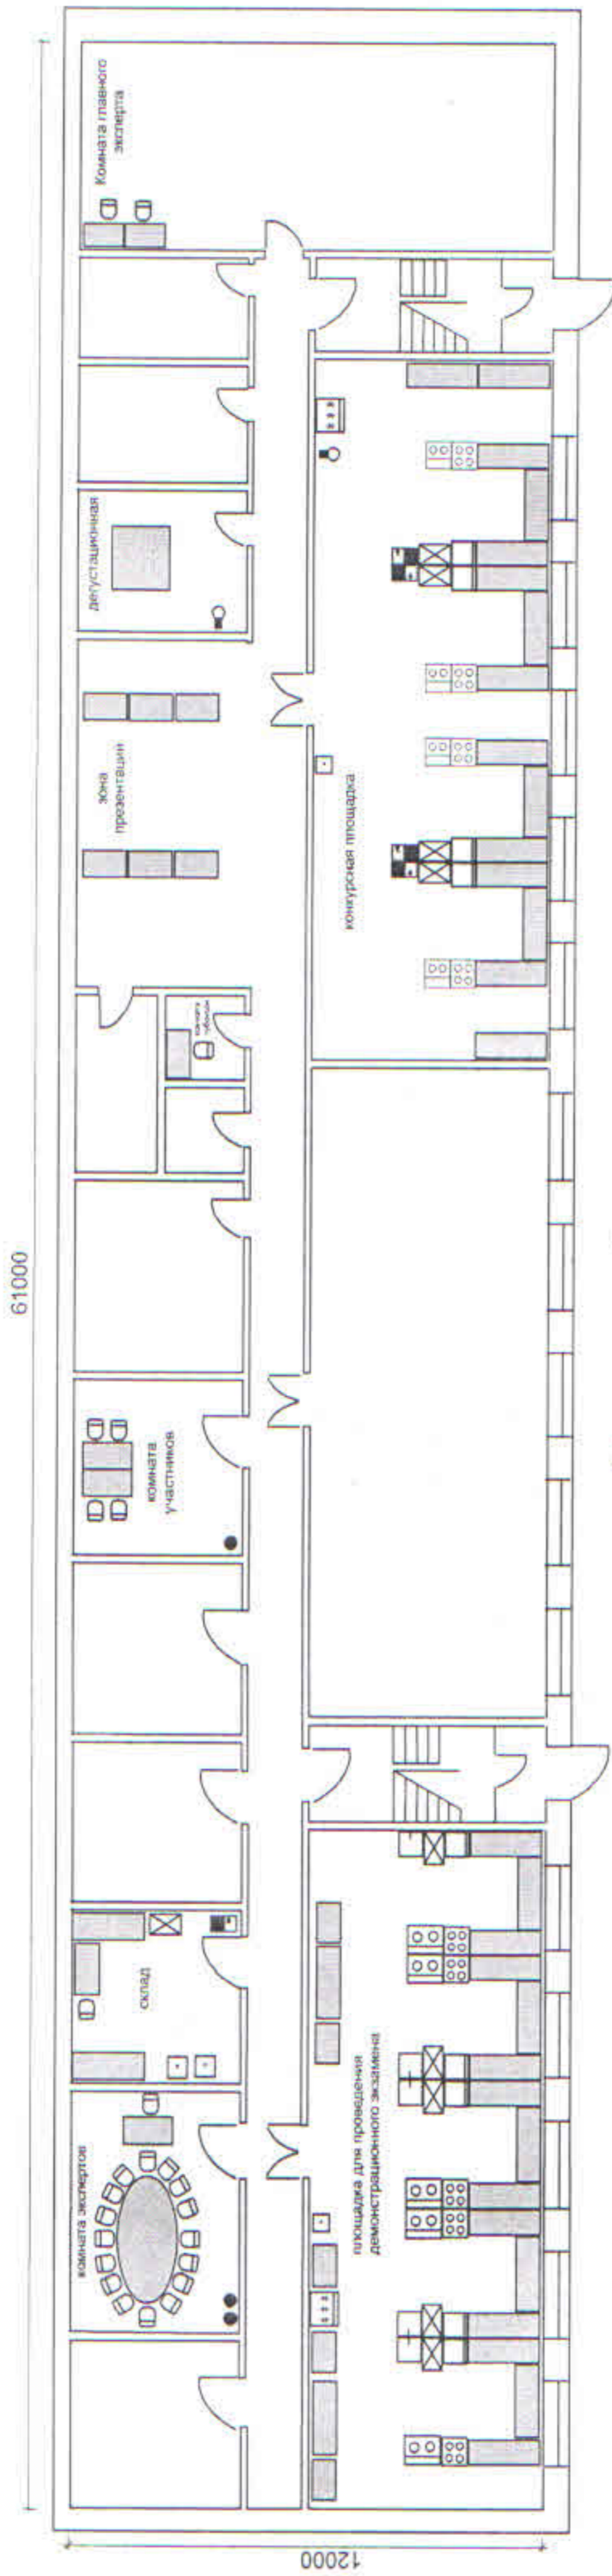 61000
12000
Комната главного
эксперта
дегустационная
зона
презентации
комната
участников
склад
комната экспертов
конкурсная площадка
площадка для проведения
демонстрационного экзамена